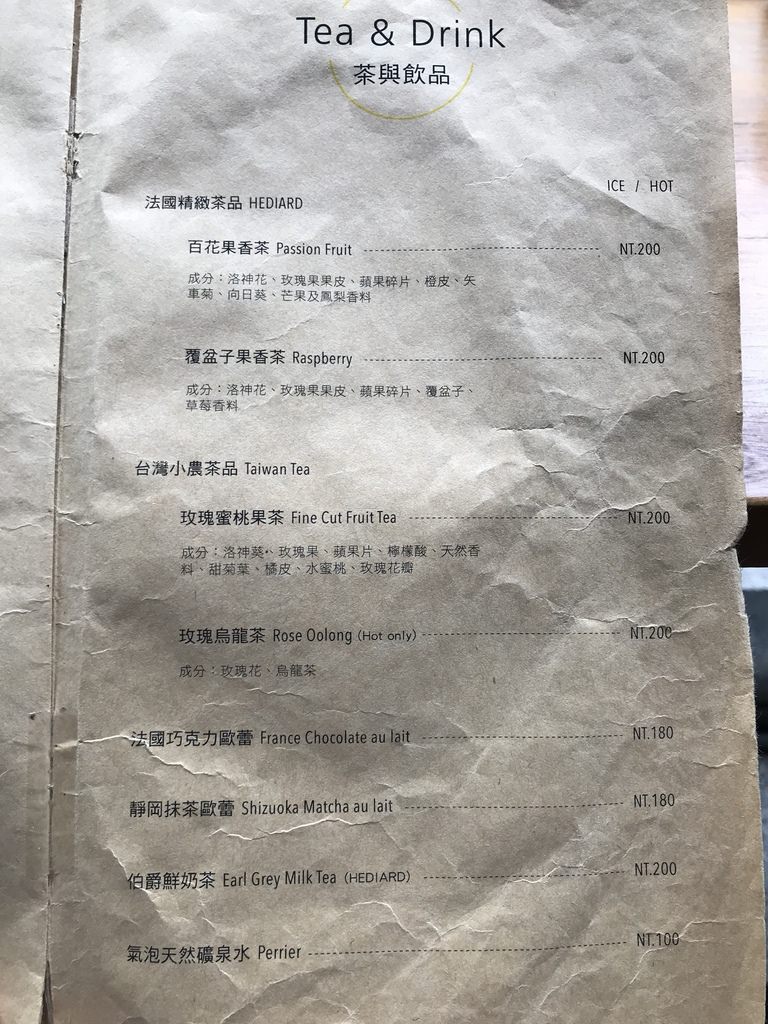 Tea & Drink
茶與飲品
ICE / HOT
法國精緻茶品 HEDIARD
百花果香茶 Passion Fruit NT.200
成分：洛神花、玫瑰果果皮、蘋果碎片、橙皮、矢
車菊、向日葵、芒果及鳳梨香料
覆盆子果香茶 Raspberry NT.200
成分：洛神花、玫瑰果果皮、蘋果碎片、覆盆子、
草莓香料
台灣小農茶品 Taiwan Tea
玫瑰蜜桃果茶 Fine Cut Fruit Tea NT.200
成分：洛神葵、玫瑰果、蘋果片、檸檬酸、天然香
料、甜菊葉、橘皮、水蜜桃、玫瑰花瓣
玫瑰烏龍茶 Rose Oolong (Hot only) NT.200
成分：玫瑰花、烏龍茶
法國巧克力歐蕾 France Chocolate au lait NT.180
靜岡抹茶歐蕾 Shizuoka Matcha au lait NT.180
伯爵鮮奶茶 Earl Grey Milk Tea (HEDIARD) NT.200
氣泡天然礦泉水 Perrier NT.100